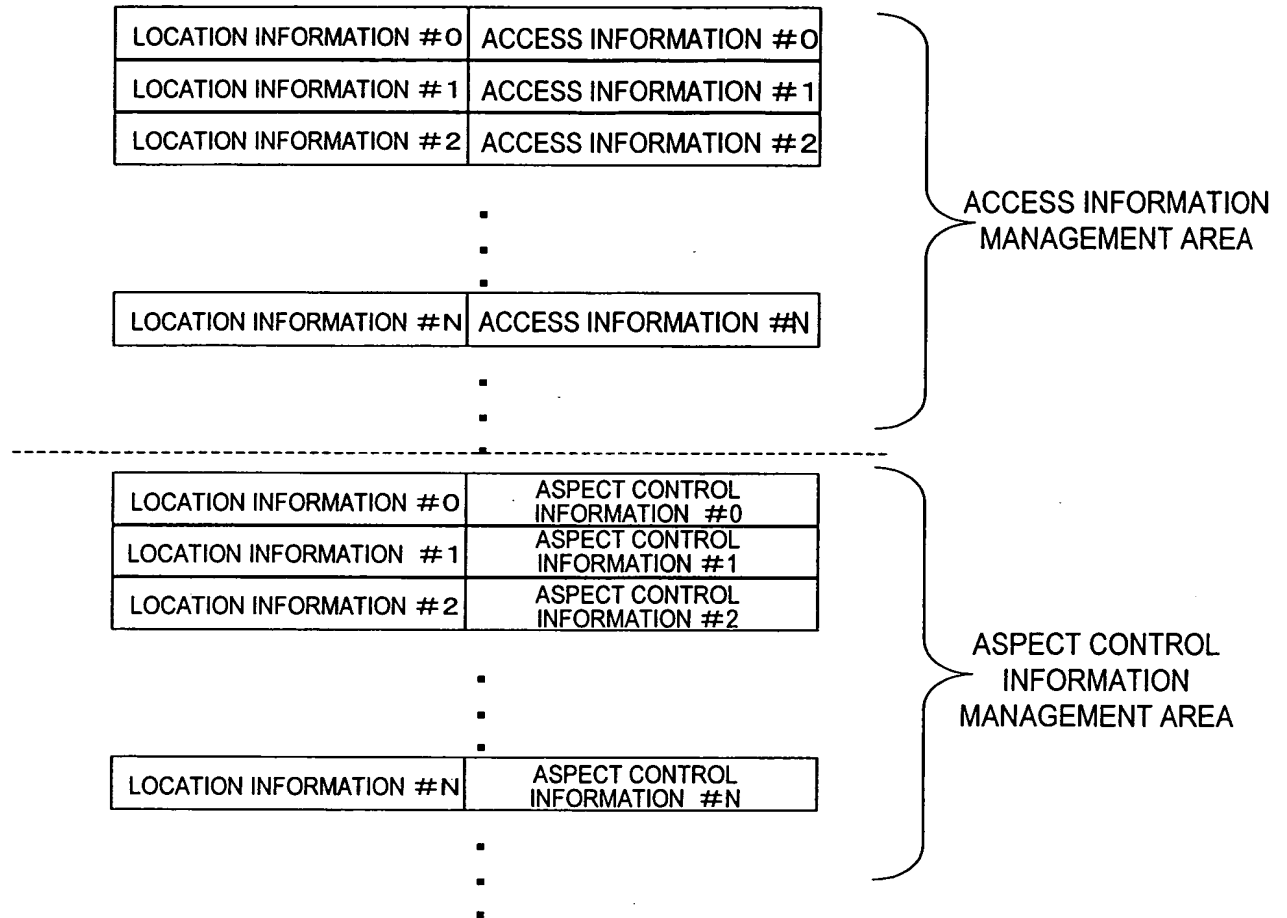 LOCATION INFORMATION #0 ACCESS INFORMATION #0
LOCATION INFORMATION #1 ACCESS INFORMATION #1
LOCATION INFORMATION #2 ACCESS INFORMATION #2
ACCESS INFORMATION
MANAGEMENT AREA
LOCATION INFORMATION #N ACCESS INFORMATION #N
LOCATION INFORMATION #0
ASPECT CONTROL
INFORMATION #0
LOCATION INFORMATION #1
ASPECT CONTROL
INFORMATION #1
LOCATION INFORMATION #2
ASPECT CONTROL
INFORMATION #2
ASPECT CONTROL
INFORMATION
MANAGEMENT AREA
LOCATION INFORMATION #N
ASPECT CONTROL
INFORMATION #N